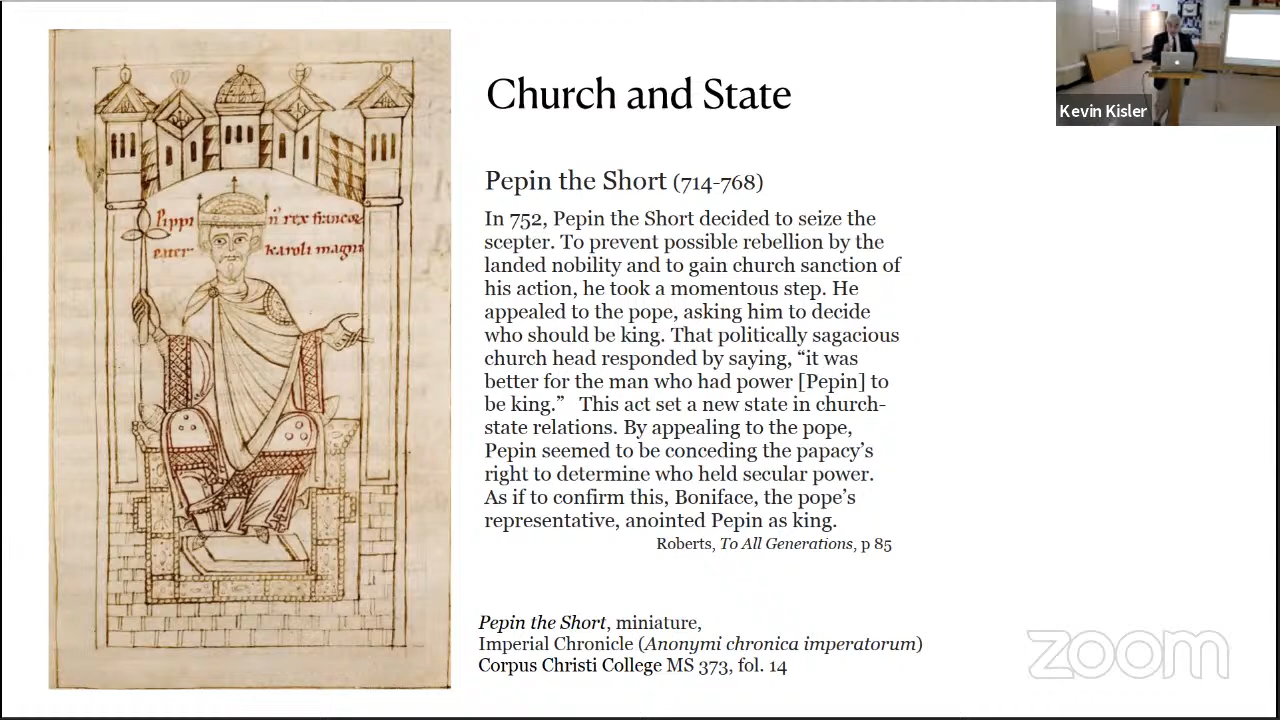 Church and State
Kevin Kisler
Pepin the Short (714-768)
In 752, Pepin the Short decided to seize the
scepter. To prevent possible rebellion by the
landed nobility and to gain church sanction of
his action, he took a momentous step. He
appealed to the pope, asking him to decide
who should be king. That politically sagacious
church head responded by saying, “it was
better for the man who had power [Pepin] to
be king.”   This act set a new state in church-
state relations. By appealing to the pope,
Pepin seemed to be conceding the papacy’s
right to determine who held secular power.
As if to confirm this, Boniface, the pope’s
representative, anointed Pepin as king.
Roberts, To All Generations, p 85
Pippi n̄ rex francoꝝ
karoli magni
Pepin the Short, miniature,
Imperial Chronicle (Anonymi chronica imperatorum)
Corpus Christi College MS 373, fol. 14
zoom